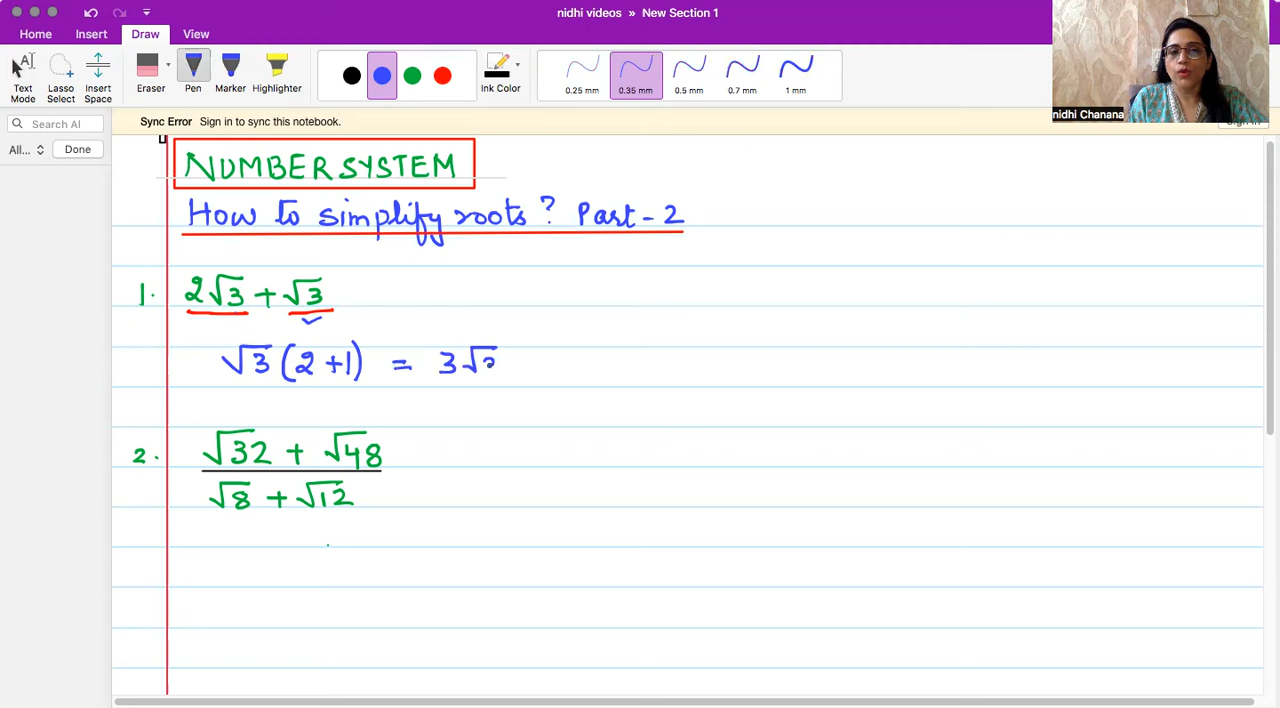 nidhi videos » New Section 1
Home Insert Draw View
Text Mode Lasso Select Insert Space Eraser Pen Marker Highlighter Ink Color 0.25 mm 0.35 mm 0.5 mm 0.7 mm 1 mm
nidhi Chanana
Search Al
Sync Error Sign in to sync this notebook.
All... Done
NUMBER SYSTEM
How to simplify roots? Part - 2
1. 2√3 + √3
√3 (2 + 1) = 3√
2. √32 + √48
√8 + √12